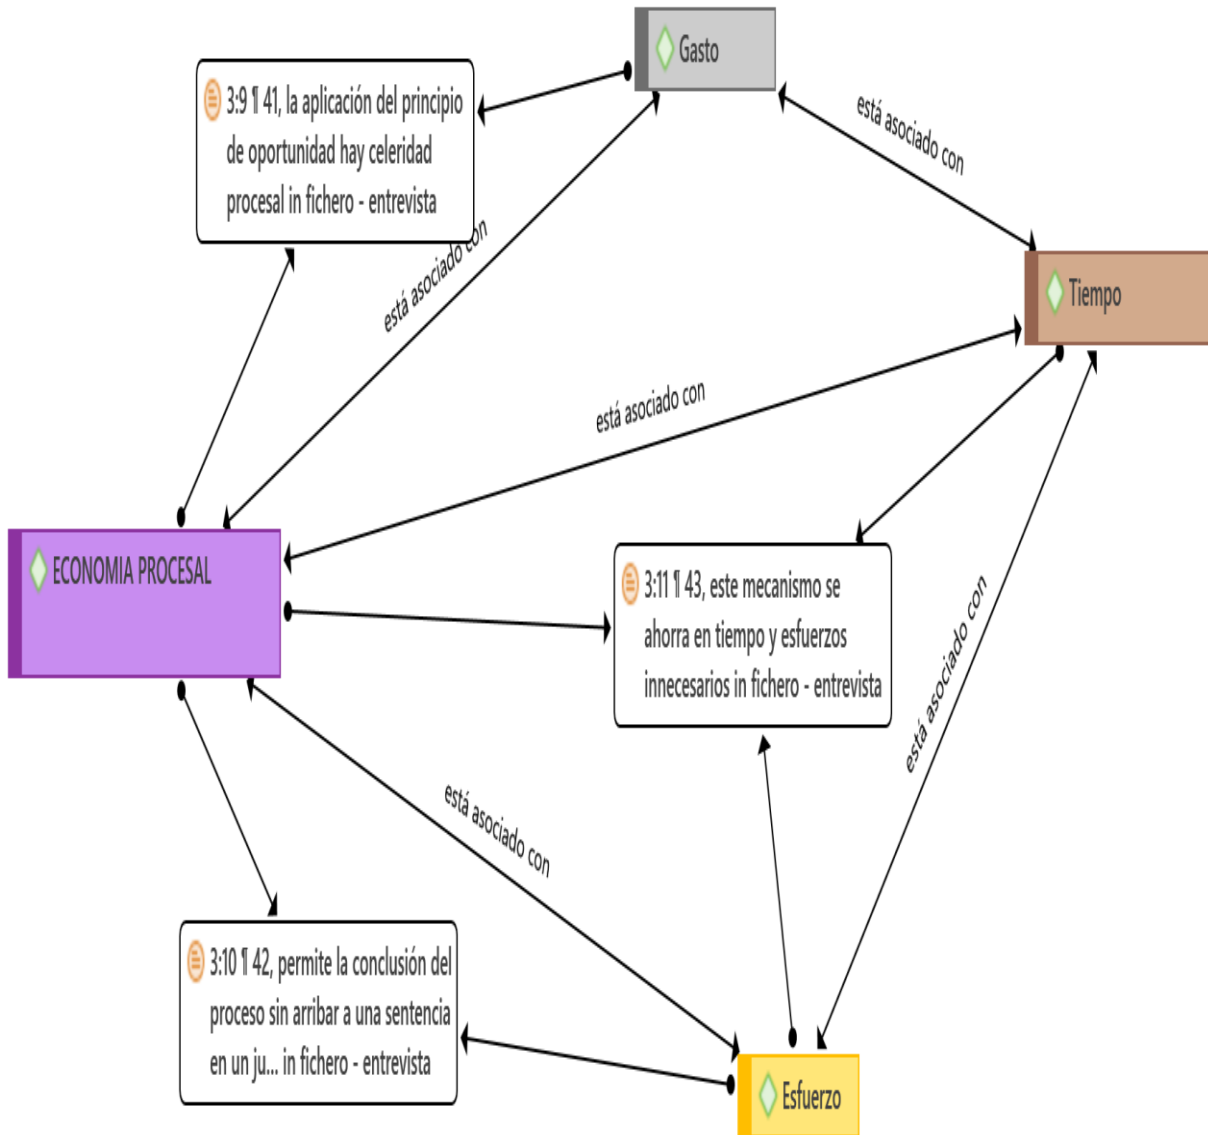 Gasto
3:9 ¶ 41, la aplicación del principio
de oportunidad hay celeridad
procesal in fichero - entrevista
está asociado con
está asociado con
Tiempo
está asociado con
ECONOMIA PROCESAL
3:11 ¶ 43, este mecanismo se
ahorra en tiempo y esfuerzos
innecesarios in fichero - entrevista
está asociado con
está asociado con
3:10 ¶ 42, permite la conclusión del
proceso sin arribar a una sentencia
en un ju... in fichero - entrevista
Esfuerzo